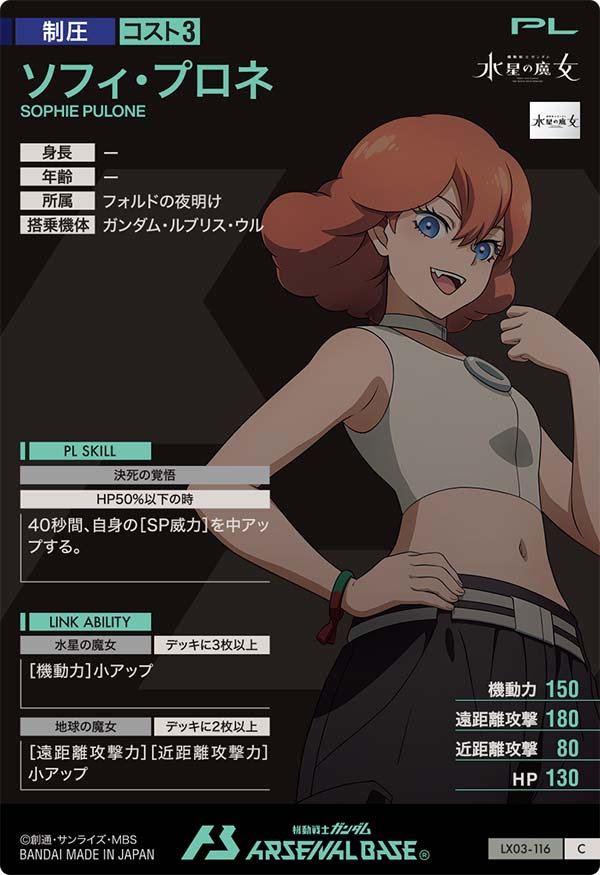 制圧 コスト3 PL
ソフィ・プロネ
SOPHIE PULONE
水星の魔女
水星の魔女
身長 ー
年齢 ー
所属 フォルドの夜明け
搭乗機体 ガンダム・ルブリス・ウル
PL SKILL
決死の覚悟
HP50%以下の時
40秒間、自身の[SP威力]を中アッ
プする。
LINK ABILITY
水星の魔女 デッキに3枚以上
[機動力]小アップ
地球の魔女 デッキに2枚以上
[遠距離攻撃力][近距離攻撃力]
小アップ
機動力 150
遠距離攻撃 180
近距離攻撃 80
HP 130
©創通・サンライズ・MBS
BANDAI MADE IN JAPAN
機動戦士ガンダム
ARSENAL BASE®
LX03-116 C